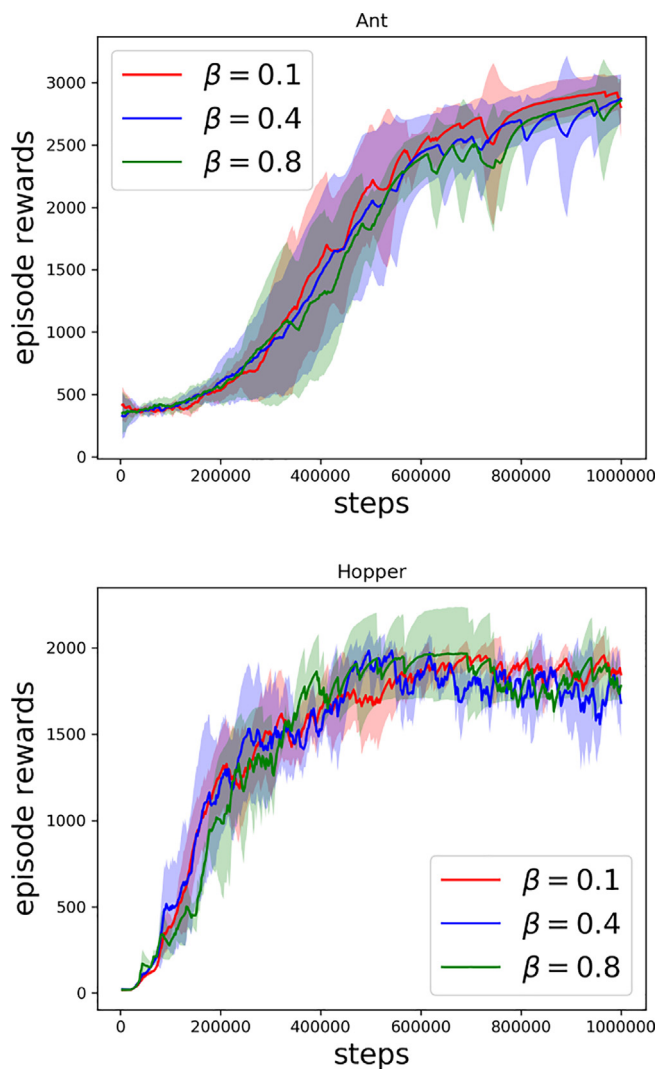 Ant
3000
2500
2000
1500
1000
500
0
β = 0.1
β = 0.4
β = 0.8
episode rewards
0
200000
400000
600000
800000
1000000
steps
Hopper
2000
1500
1000
500
0
β = 0.1
β = 0.4
β = 0.8
episode rewards
0
200000
400000
600000
800000
1000000
steps